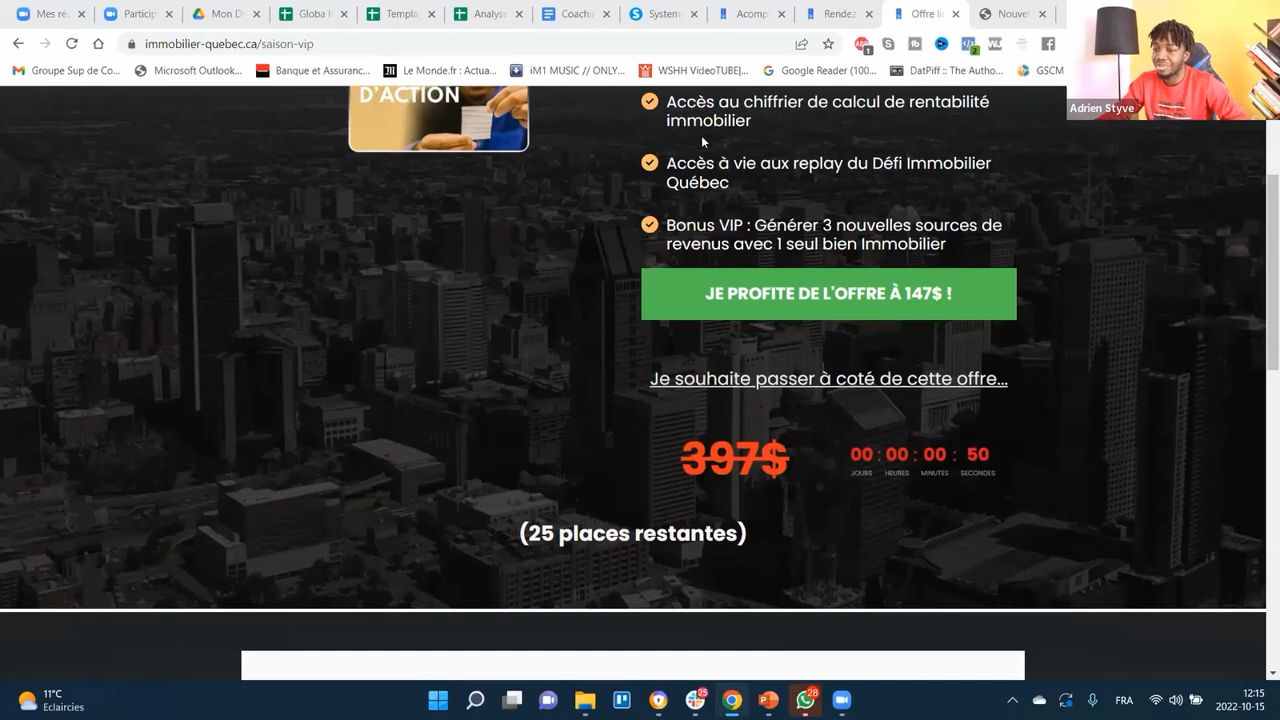 Mes ré
Particip
Mon D
Globa
Templa
Analyse
Coachi
System
Acomp
Rendez
Offre li
Nouvel
immobilier-quebec.ca/saison-vip
Groupe Sup de Co...
Microsoft Outlook...
Banque et Assuranc...
Le Monde.fr : Actua...
iM1 MUSIC // ONLY...
WSHH VideoTUBE|...
Google Reader (100...
DatPiff :: The Autho...
GSCM
Adrien Styve
D'ACTION
Accès au chiffrier de calcul de rentabilité
immobilier
Accès à vie aux replay du Défi Immobilier
Québec
Bonus VIP : Générer 3 nouvelles sources de
revenus avec 1 seul bien Immobilier
JE PROFITE DE L'OFFRE À 147$ !
Je souhaite passer à coté de cette offre...
397$
00 : 00 : 00 : 50
JOURS HEURES MINUTES SECONDES
(25 places restantes)
11°C
Eclaircies
25
28
FRA
12:15
2022-10-15